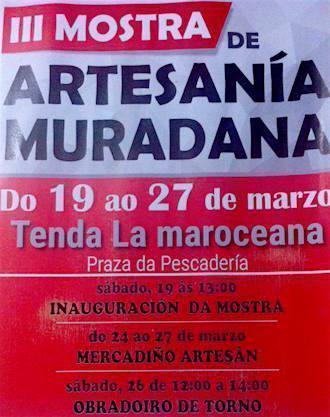 III MOSTRA DE
ARTESANÍA
MURADANA
Do 19 ao 27 de marzo
Tenda La maroceana
Praza da Pescadería
sábado, 19 ás 13:00
INAUGURACIÓN DA MOSTRA
do 24 ao 27 de marzo
MERCADIÑO ARTESÁN
sábado, 26 de 12:00 a 14:00
OBRADOIRO DE TORNO